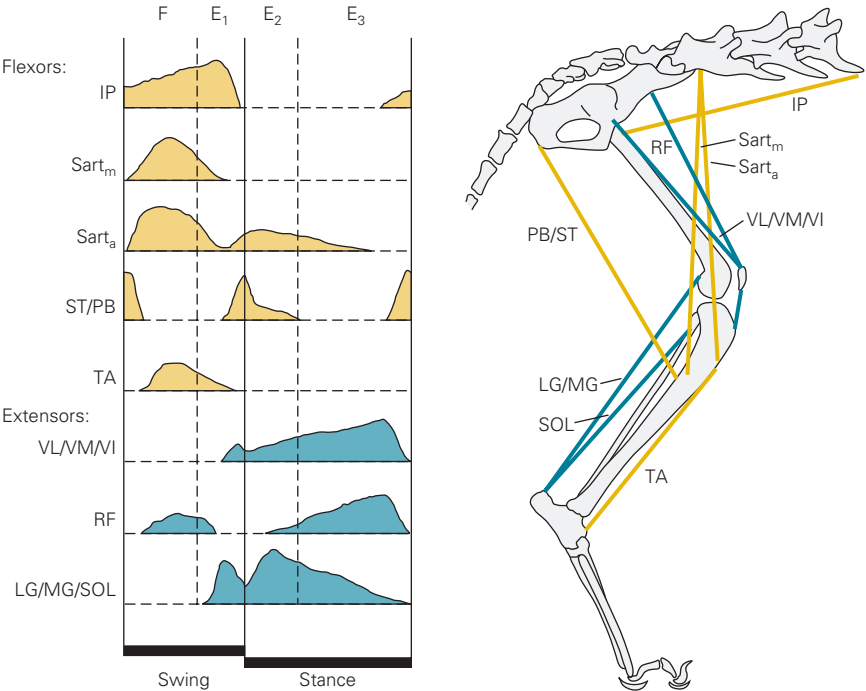 F E₁ E₂ E₃
Flexors:
IP
Sartₘ
Sartₐ
ST/PB
TA
Extensors:
VL/VM/VI
RF
LG/MG/SOL
Swing Stance
IP
RF
Sartₘ
Sartₐ
VL/VM/VI
PB/ST
LG/MG
SOL
TA